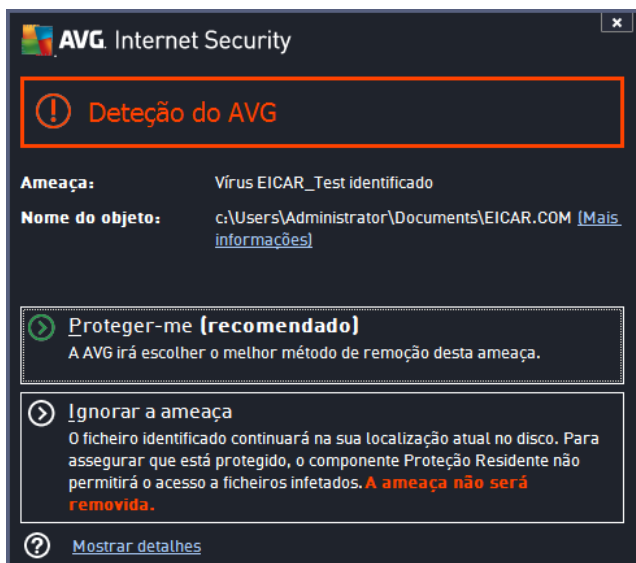 AVG. Internet Security
x
Deteção do AVG
Ameaça: Vírus EICAR_Test identificado
Nome do objeto: c:\Users\Administrator\Documents\EICAR.COM (Mais
informações)
Proteger-me (recomendado)
A AVG irá escolher o melhor método de remoção desta ameaça.
Ignorar a ameaça
O ficheiro identificado continuará na sua localização atual no disco. Para
assegurar que está protegido, o componente Proteção Residente não
permitirá o acesso a ficheiros infetados. A ameaça não será
removida.
Mostrar detalhes